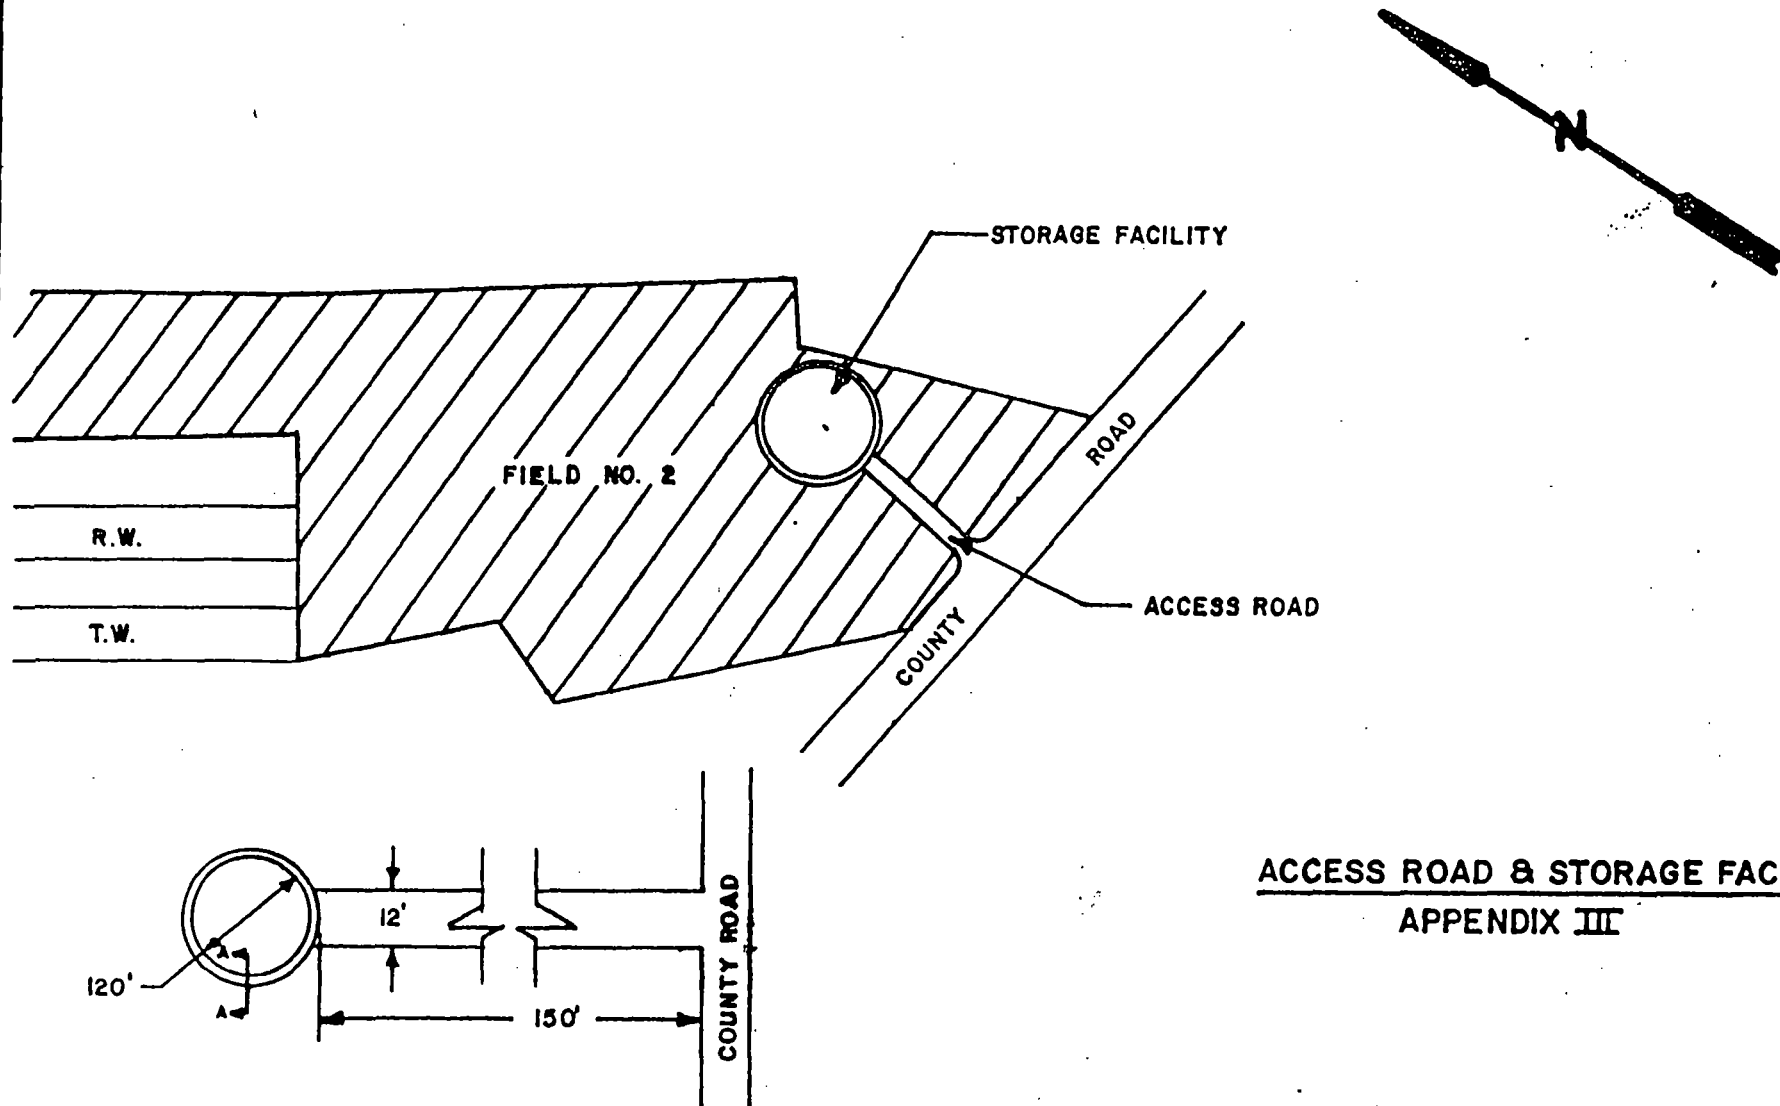 N
STORAGE FACILITY
ROAD
FIELD NO. 2
R.W.
ACCESS ROAD
T.W.
COUNTY
ACCESS ROAD & STORAGE FAC
APPENDIX III
12'
COUNTY ROAD
A
120'
A
150'